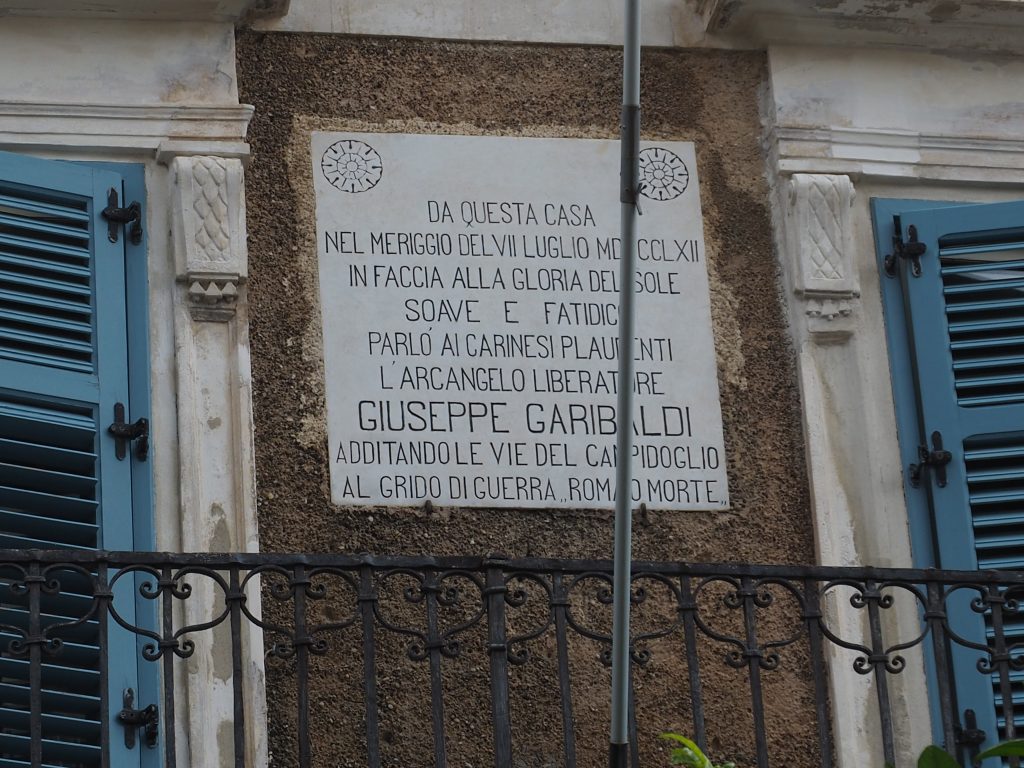 DA QUESTA CASA
NEL MERIGGIO DEL VII LUGLIO MDCCCLXII
IN FACCIA ALLA GLORIA DEL SOLE
SOAVE E FATIDICO
PARLÓ AI CARINESI PLAUDENTI
L'ARCANGELO LIBERATORE
GIUSEPPE GARIBALDI
ADDITANDO LE VIE DEL CAMPIDOGLIO
AL GRIDO DI GUERRA „ROMA O MORTE„